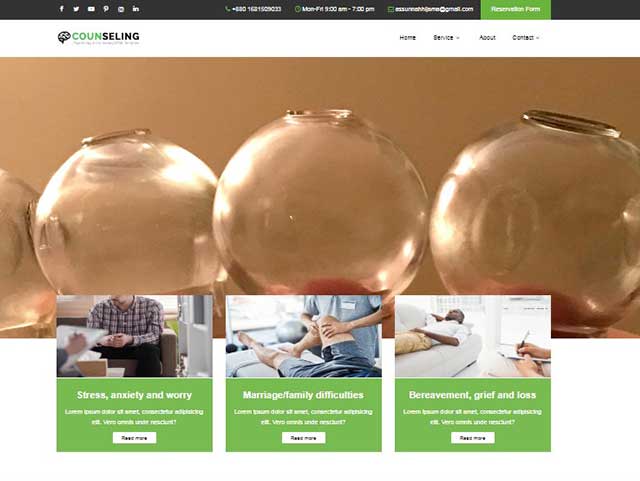 +880 1681509033
Mon-Fri 9:00 am - 7:00 pm
assunnahhijama@gmail.com
Reservation Form
COUNSELING
Home
Service
About
Contact
Stress, anxiety and worry
Lorem ipsum dolor sit amet, consectetur adipisicing
elit. Vero omnis unde nesciunt?
Read more
Marriage/family difficulties
Lorem ipsum dolor sit amet, consectetur adipisicing
elit. Vero omnis unde nesciunt?
Read more
Bereavement, grief and loss
Lorem ipsum dolor sit amet, consectetur adipisicing
elit. Vero omnis unde nesciunt?
Read more